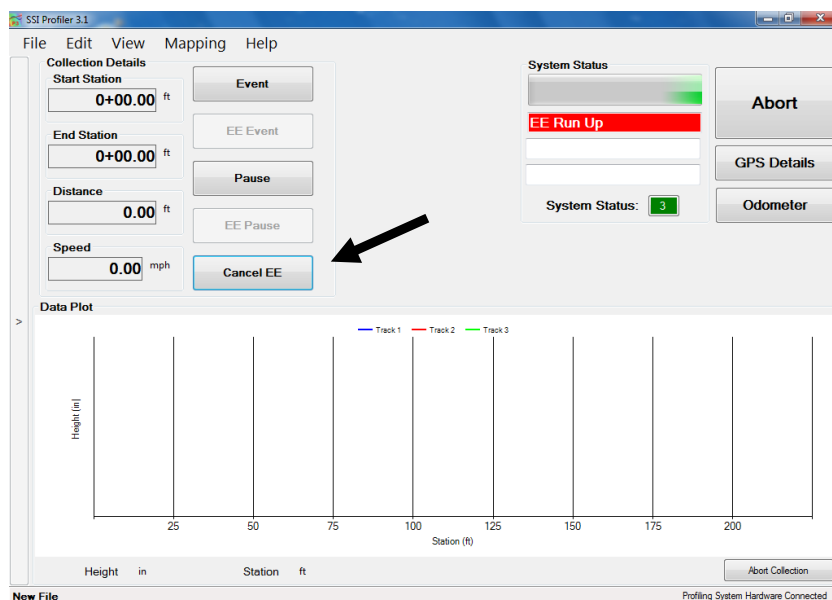 SSI Profiler 3.1
File Edit View Mapping Help
Collection Details
Start Station
0+00.00 ft
End Station
0+00.00 ft
Distance
0.00 ft
Speed
0.00 mph
Event
EE Event
Pause
EE Pause
Cancel EE
System Status
EE Run Up
System Status: 3
Abort
GPS Details
Odometer
Data Plot
>
Track 1 Track 2 Track 3
Height [in]
25 50 75 100 125 150 175 200
Station (ft)
Height in Station ft
Abort Collection
New File
Profiling System Hardware Connected